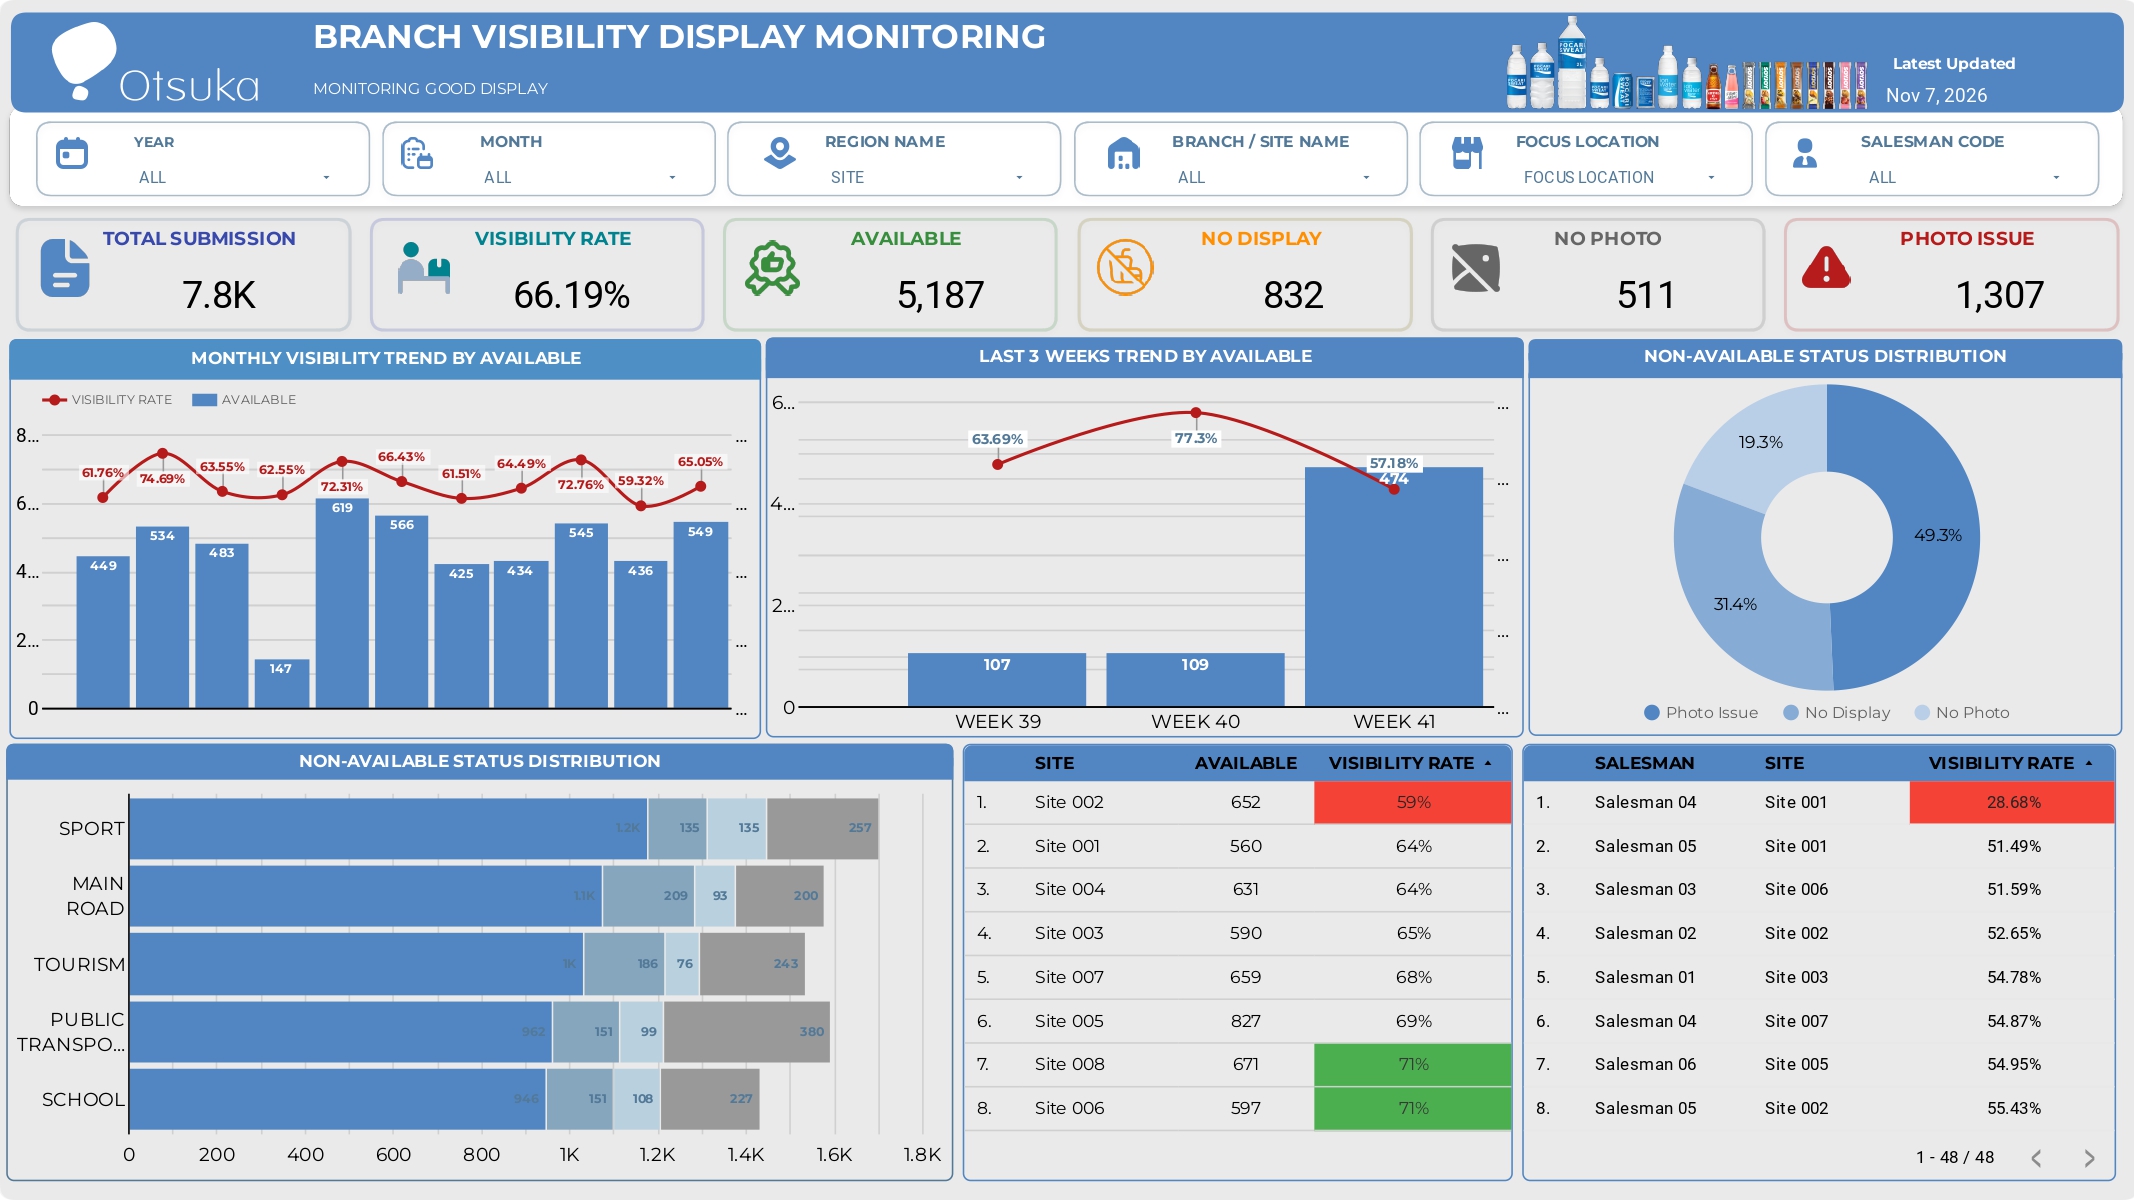 BRANCH VISIBILITY DISPLAY MONITORING
Otsuka
MONITORING GOOD DISPLAY
Latest Updated
Nov 7, 2026
YEAR
ALL
MONTH
ALL
REGION NAME
SITE
BRANCH / SITE NAME
ALL
FOCUS LOCATION
FOCUS LOCATION
SALESMAN CODE
ALL
TOTAL SUBMISSION
7.8K
VISIBILITY RATE
66.19%
AVAILABLE
5,187
NO DISPLAY
832
NO PHOTO
511
PHOTO ISSUE
1,307
MONTHLY VISIBILITY TREND BY AVAILABLE
VISIBILITY RATE AVAILABLE
8... ...
6... ...
4... ...
2... ...
0 ...
61.76% 74.69% 63.55% 62.55% 72.31% 66.43% 61.51% 64.49% 72.76% 59.32% 65.05%
449 534 483 147 619 566 425 434 545 436 549
LAST 3 WEEKS TREND BY AVAILABLE
6... ...
4... ...
2... ...
0 ...
...
63.69% 77.3% 57.18%
107 109 474
WEEK 39 WEEK 40 WEEK 41
NON-AVAILABLE STATUS DISTRIBUTION
19.3%
49.3%
31.4%
Photo Issue No Display No Photo
NON-AVAILABLE STATUS DISTRIBUTION
SPORT 1.2K 135 135 257
MAIN ROAD 1.1K 209 93 200
TOURISM 1K 186 76 243
PUBLIC TRANSPO... 962 151 99 380
SCHOOL 946 151 108 227
0 200 400 600 800 1K 1.2K 1.4K 1.6K 1.8K
SITE AVAILABLE VISIBILITY RATE
1. Site 002 652 59%
2. Site 001 560 64%
3. Site 004 631 64%
4. Site 003 590 65%
5. Site 007 659 68%
6. Site 005 827 69%
7. Site 008 671 71%
8. Site 006 597 71%
SALESMAN SITE VISIBILITY RATE
1. Salesman 04 Site 001 28.68%
2. Salesman 05 Site 001 51.49%
3. Salesman 03 Site 006 51.59%
4. Salesman 02 Site 002 52.65%
5. Salesman 01 Site 003 54.78%
6. Salesman 04 Site 007 54.87%
7. Salesman 06 Site 005 54.95%
8. Salesman 05 Site 002 55.43%
1 - 48 / 48